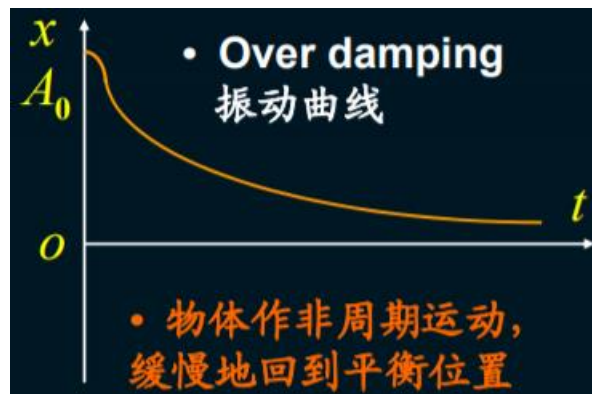 x
• Over damping
A₀
振动曲线
t
o
• 物体作非周期运动,
缓慢地回到平衡位置